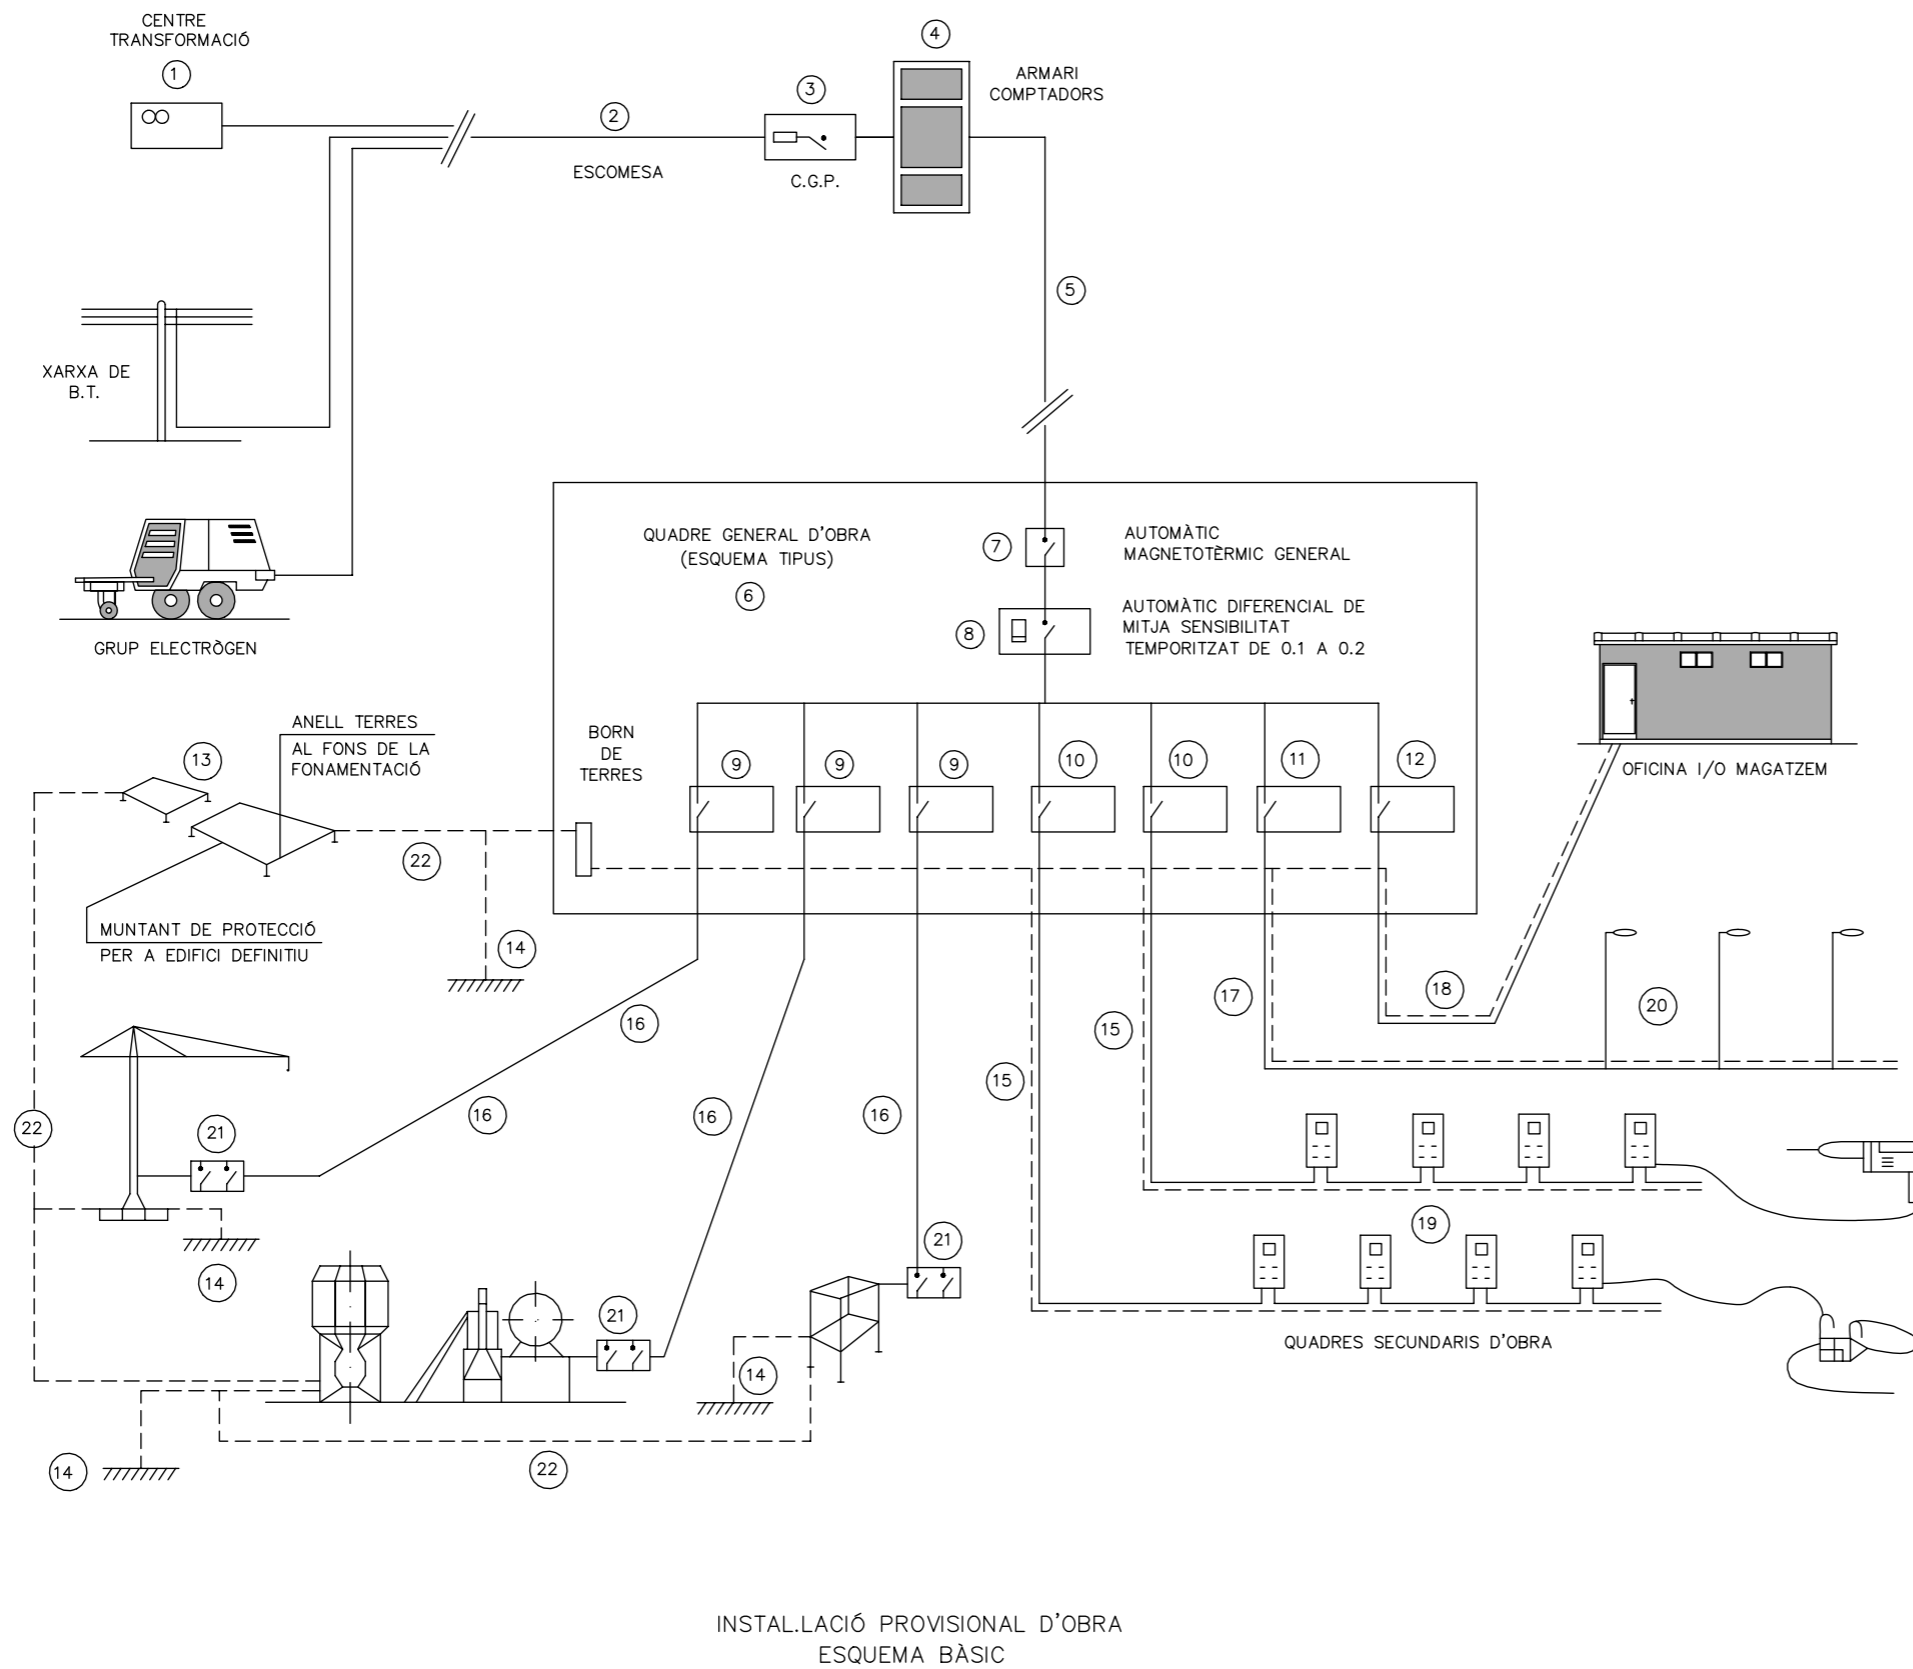 CENTRE
TRANSFORMACIÓ
1
2
ESCOMESA
3
C.G.P.
4
ARMARI
COMPTADORS
5
XARXA DE
B.T.
GRUP ELECTRÒGEN
QUADRE GENERAL D'OBRA
(ESQUEMA TIPUS)
6
7
AUTOMÀTIC
MAGNETOTÈRMIC GENERAL
8
AUTOMÀTIC DIFERENCIAL DE
MITJA SENSIBILITAT
TEMPORITZAT DE 0.1 A 0.2
OFICINA I/O MAGATZEM
ANELL TERRES
AL FONS DE LA
FONAMENTACIÓ
13
BORN
DE
TERRES
9
9
9
10
10
11
12
22
MUNTANT DE PROTECCIÓ
PER A EDIFICI DEFINITIU
14
16
15
17
18
20
15
22
21
16
16
16
14
21
19
21
14
QUADRES SECUNDARIS D'OBRA
14
22
INSTAL.LACIÓ PROVISIONAL D'OBRA
ESQUEMA BÀSIC